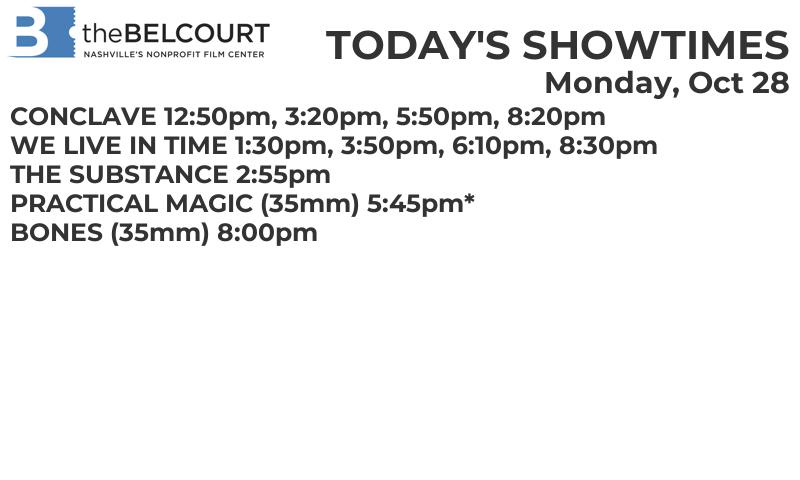 B theBELCOURT
NASHVILLE'S NONPROFIT FILM CENTER
TODAY'S SHOWTIMES
Monday, Oct 28
CONCLAVE 12:50pm, 3:20pm, 5:50pm, 8:20pm
WE LIVE IN TIME 1:30pm, 3:50pm, 6:10pm, 8:30pm
THE SUBSTANCE 2:55pm
PRACTICAL MAGIC (35mm) 5:45pm*
BONES (35mm) 8:00pm